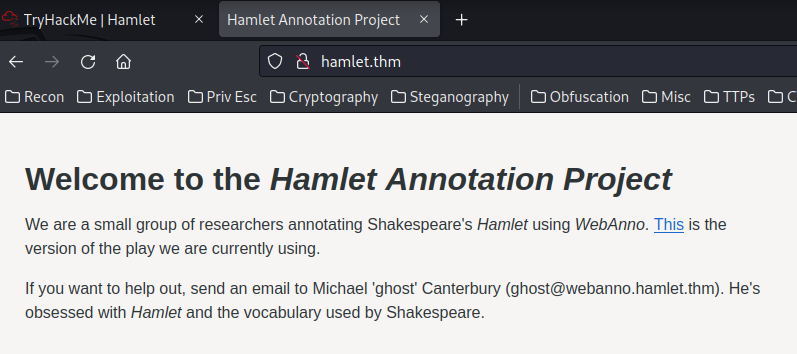 TryHackMe | Hamlet
Hamlet Annotation Project
hamlet.thm
Recon Exploitation Priv Esc Cryptography Steganography Obfuscation Misc TTPs C
Welcome to the Hamlet Annotation Project
We are a small group of researchers annotating Shakespeare's Hamlet using WebAnno. This is the
version of the play we are currently using.
If you want to help out, send an email to Michael 'ghost' Canterbury (ghost@webanno.hamlet.thm). He's
obsessed with Hamlet and the vocabulary used by Shakespeare.